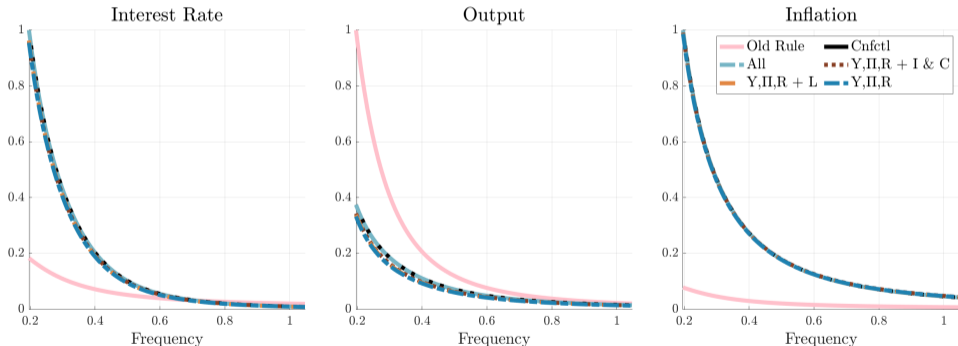 Interest Rate
1
0.8
0.6
0.4
0.2
0
0.2 0.4 0.6 0.8 1
Frequency
Output
1
0.8
0.6
0.4
0.2
0
0.2 0.4 0.6 0.8 1
Frequency
Inflation
1
0.8
0.6
0.4
0.2
0
0.2 0.4 0.6 0.8 1
Frequency
Old Rule Cnfctl
All Y,Π,R + I & C
Y,Π,R + L Y,Π,R